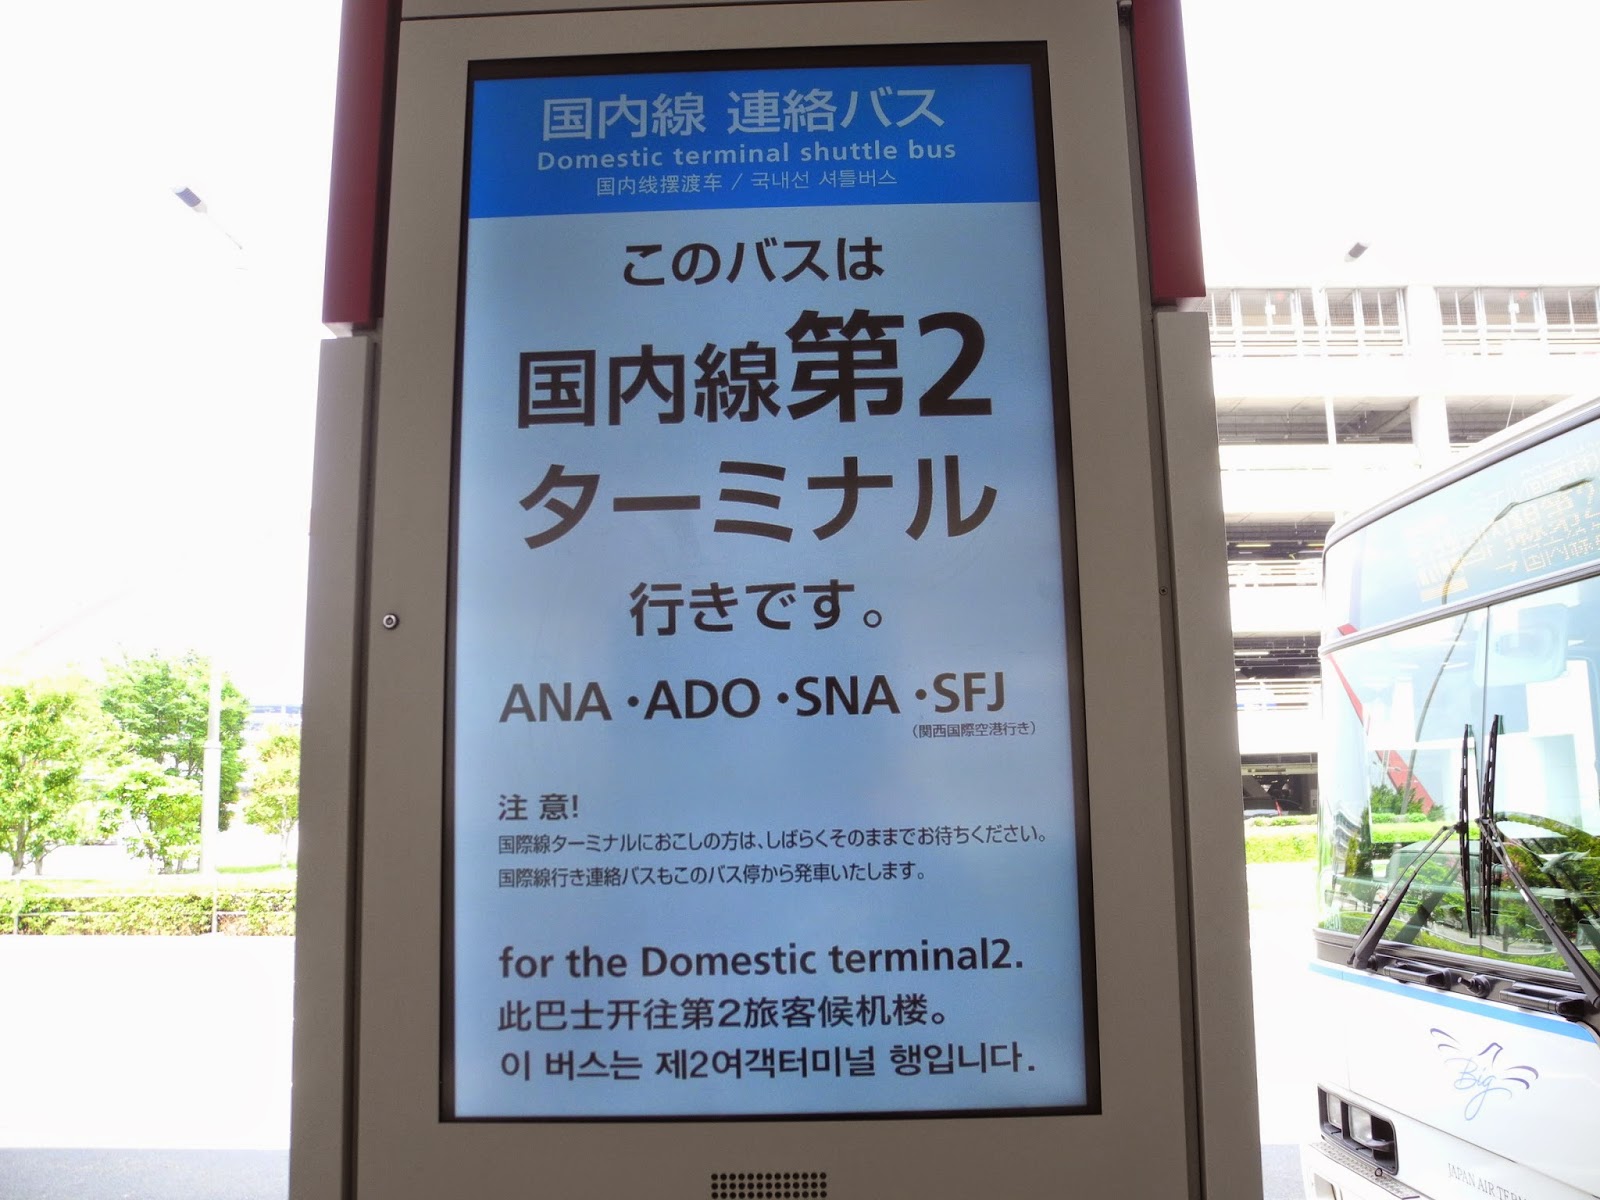 国内線 連絡バス
Domestic terminal shuttle bus
国内线摆渡车 / 국내선 셔틀버스
このバスは
国内線第2
ターミナル
行きです。
ANA・ADO・SNA・SFJ
(関西国際空港行き)
注 意!
国際線ターミナルにおこしの方は、しばらくそのままでお待ちください。
国際線行き連絡バスもこのバス停から発車いたします。
for the Domestic terminal2.
此巴士开往第2旅客候机楼。
이 버스는 제2여객터미널 행입니다.
Big
JAPAN AIR TERM